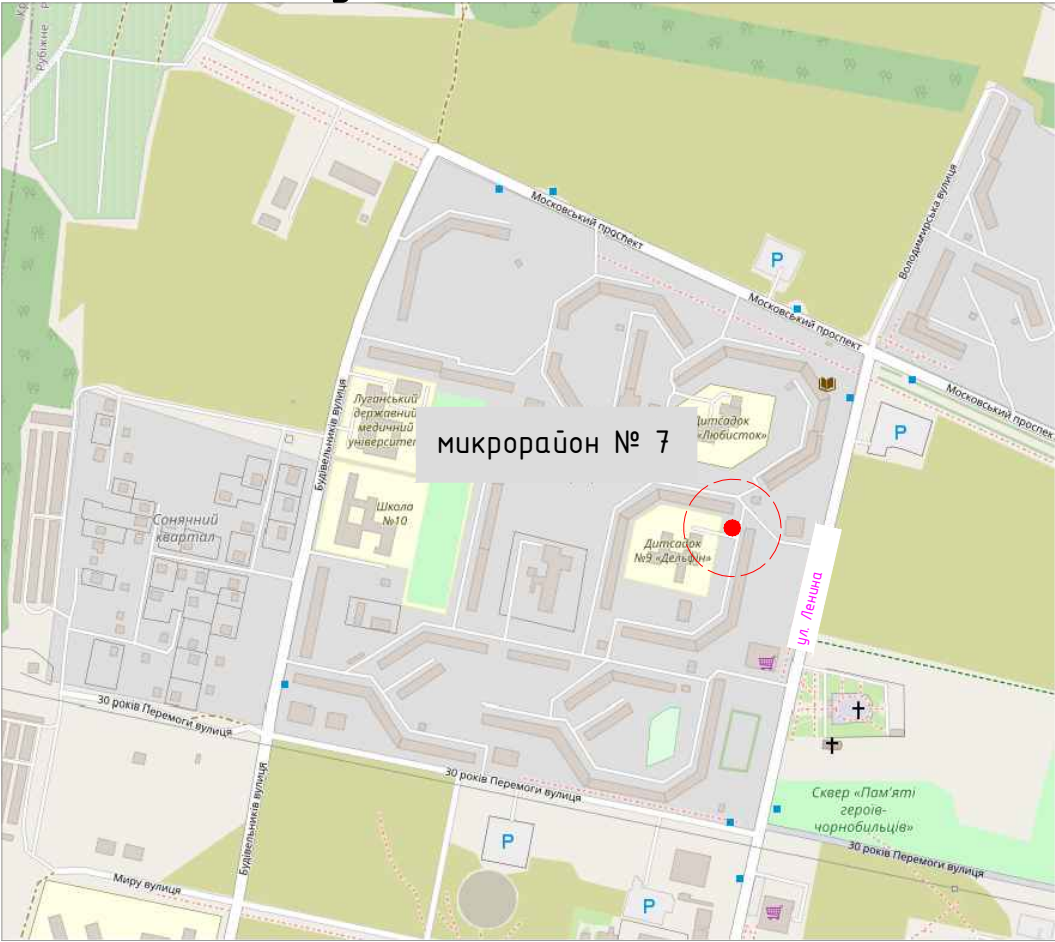 Рубіжне
Московський проспект
Володимирська вулиця
P
Московський проспект
Московський проспек
P
Луганський
державний
медичний
університет
Будівельників вулиця
Дитсадок
«Любисток»
микрорайон № 7
Школа
№10
Сонячний
квартал
Дитсадок
№9 «Дельфін»
ул. Ленина
30 років Перемоги вулиця
30 років Перемоги вулиця
Сквер «Пам'яті
героїв-
чорнобильців»
Будівельників вулиця
P
30 років Перемоги вулиця
Миру вулиця
P